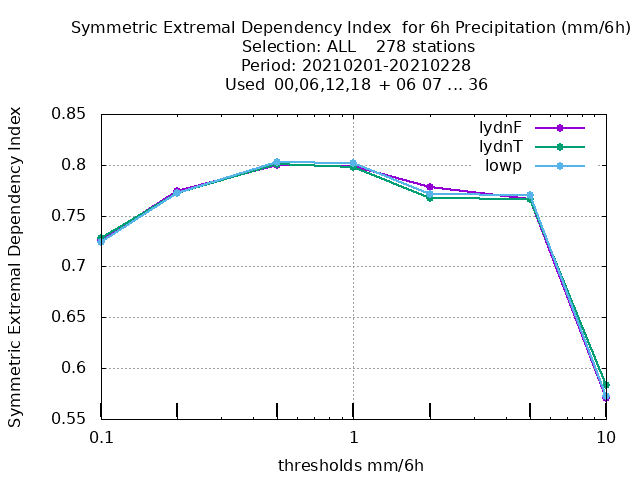 Symmetric Extremal Dependency Index  for 6h Precipitation (mm/6h)
Selection: ALL    278 stations
Period: 20210201-20210228
Used  00,06,12,18  + 06 07 ... 36
Symmetric Extremal Dependency Index
0.85
0.8
0.75
0.7
0.65
0.6
0.55
lydnF
lydnT
lowp
0.1
1
10
thresholds mm/6h